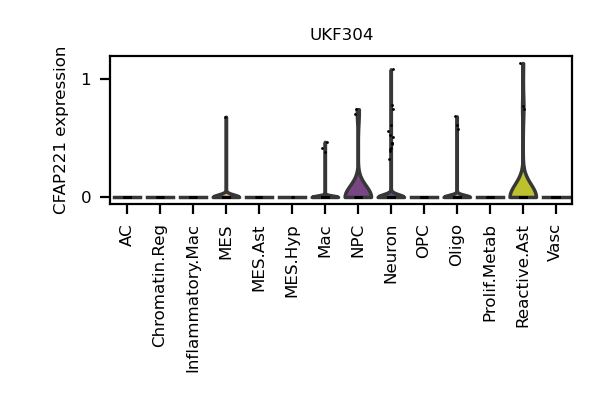 UKF304
CFAP221 expression
1
0
AC
Chromatin.Reg
Inflammatory.Mac
MES
MES.Ast
MES.Hyp
Mac
NPC
Neuron
OPC
Oligo
Prolif.Metab
Reactive.Ast
Vasc